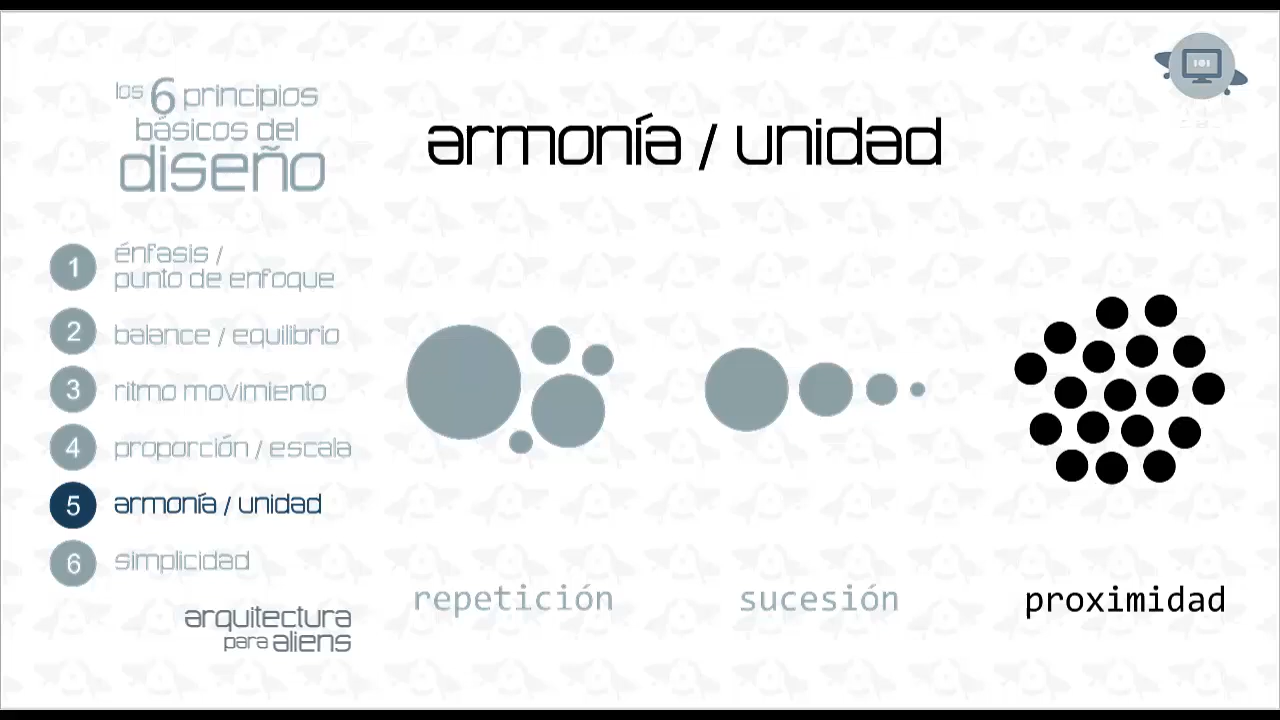 los 6 principios
básicos del
diseño
armonía / unidad
1 énfasis /
punto de enfoque
2 balance / equilibrio
3 ritmo movimiento
4 proporción / escala
5 armonía / unidad
6 simplicidad
arquitectura
para aliens
repetición
sucesión
proximidad